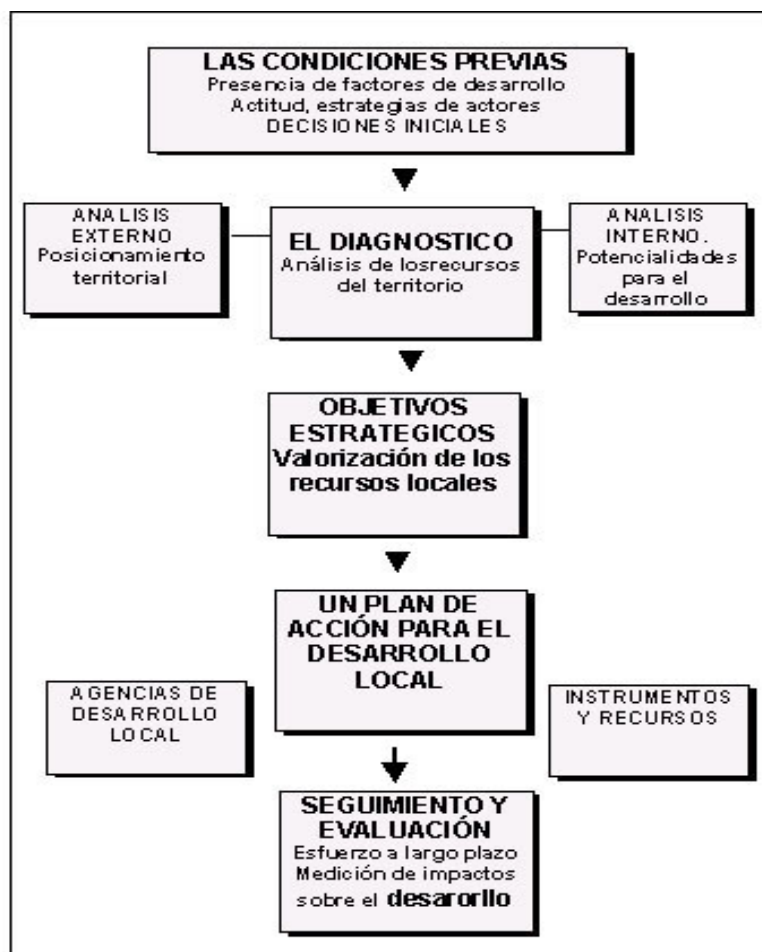 LAS CONDICIONES PREVIAS
Presencia de factores de desarrollo
Actitud, estrategias de actores
DECISIONES INICIALES
ANALISIS
EXTERNO
Posicionamiento
territorial
EL DIAGNOSTICO
Análisis de losrecursos
del territorio
ANALISIS
INTERNO.
Potencialidades
para el
desarrollo
OBJETIVOS
ESTRATEGICOS
Valorización de los
recursos locales
UN PLAN DE
ACCIÓN PARA EL
DESARROLLO
LOCAL
AGENCIAS DE
DESARROLLO
LOCAL
INSTRUMENTOS
Y RECURSOS
SEGUIMIENTO Y
EVALUACIÓN
Esfuerzo a largo plazo
Medición de impactos
sobre el desarorllo